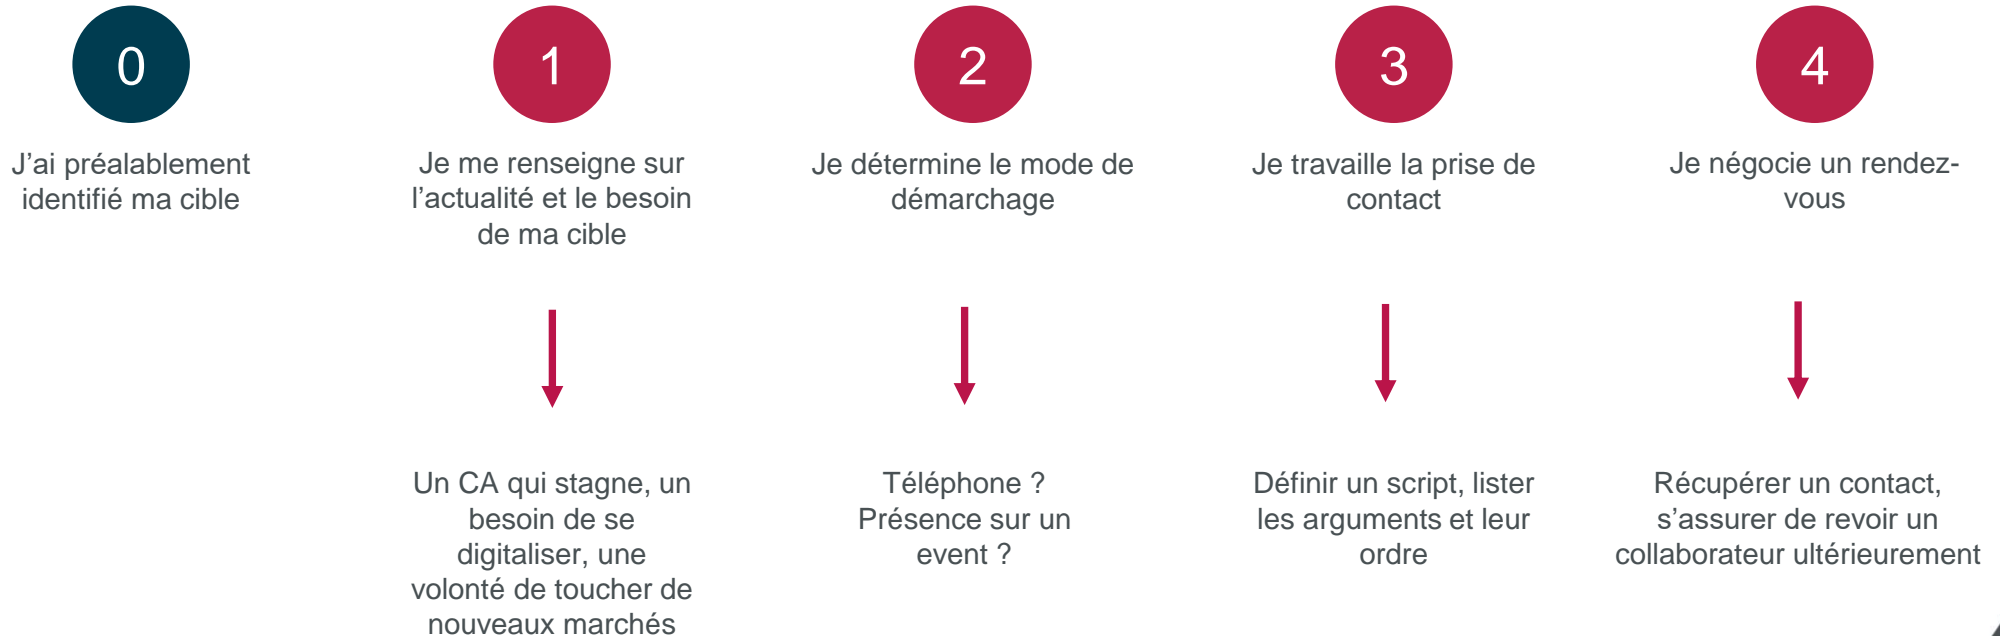 0
J'ai préalablement
identifié ma cible
1
Je me renseigne sur
l'actualité et le besoin
de ma cible
Un CA qui stagne, un
besoin de se
digitaliser, une
volonté de toucher de
nouveaux marchés
2
Je détermine le mode de
démarchage
Téléphone ?
Présence sur un
event ?
3
Je travaille la prise de
contact
Définir un script, lister
les arguments et leur
ordre
4
Je négocie un rendez-
vous
Récupérer un contact,
s'assurer de revoir un
collaborateur ultérieurement